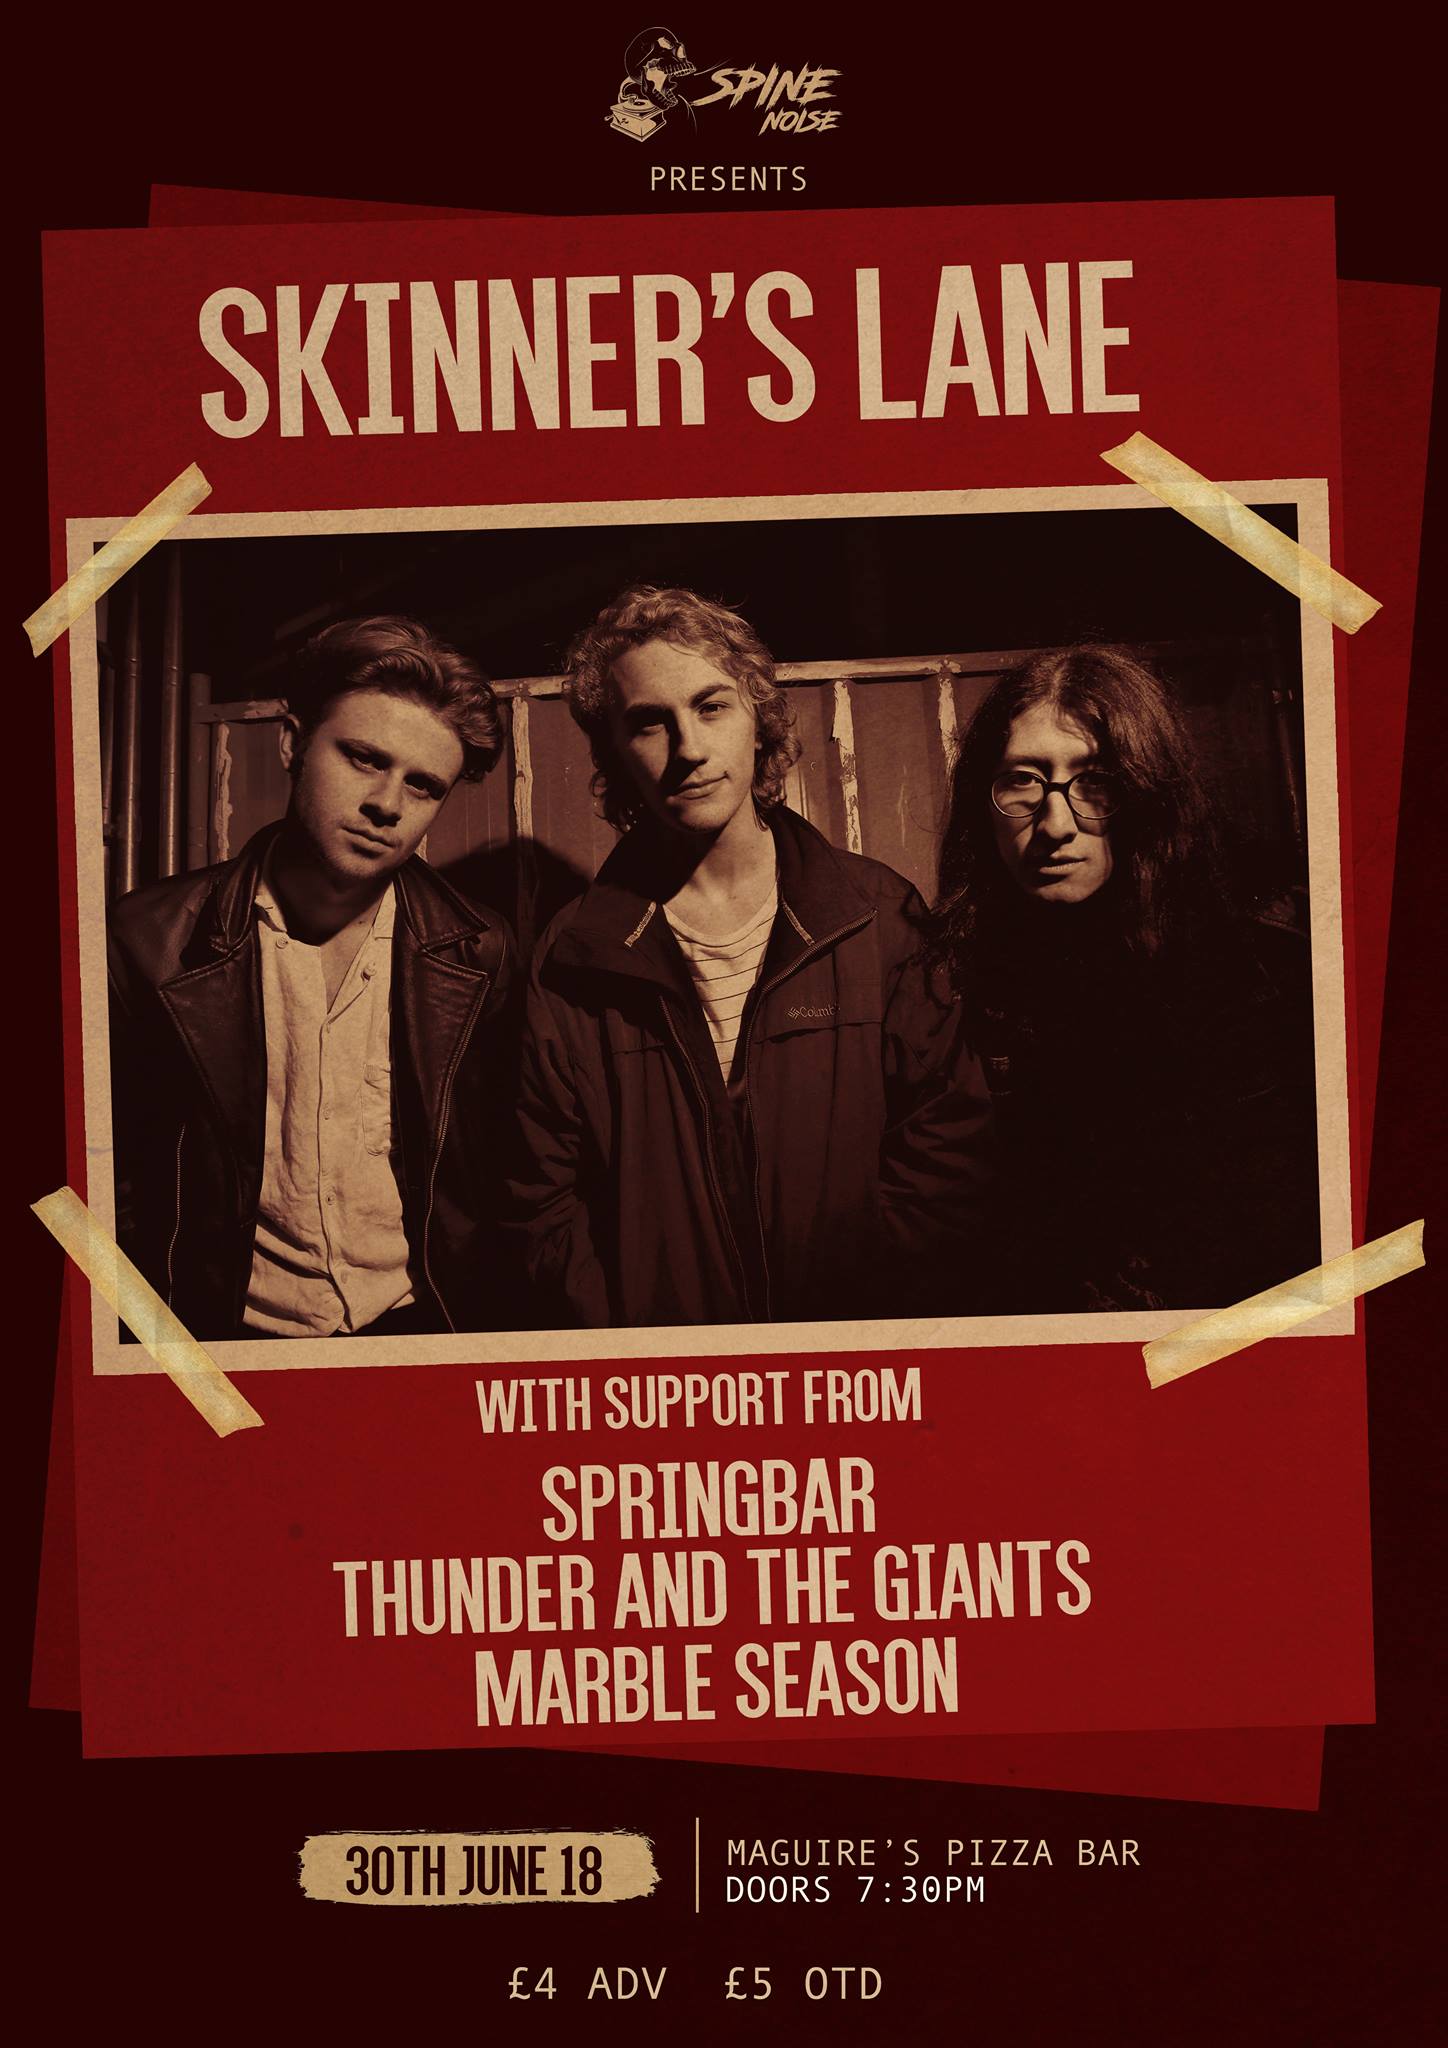 SPINE
NOISE
PRESENTS
SKINNER'S LANE
WITH SUPPORT FROM
SPRINGBAR
THUNDER AND THE GIANTS
MARBLE SEASON
30TH JUNE 18
MAGUIRE'S PIZZA BAR
DOORS 7:30PM
£4 ADV £5 OTD